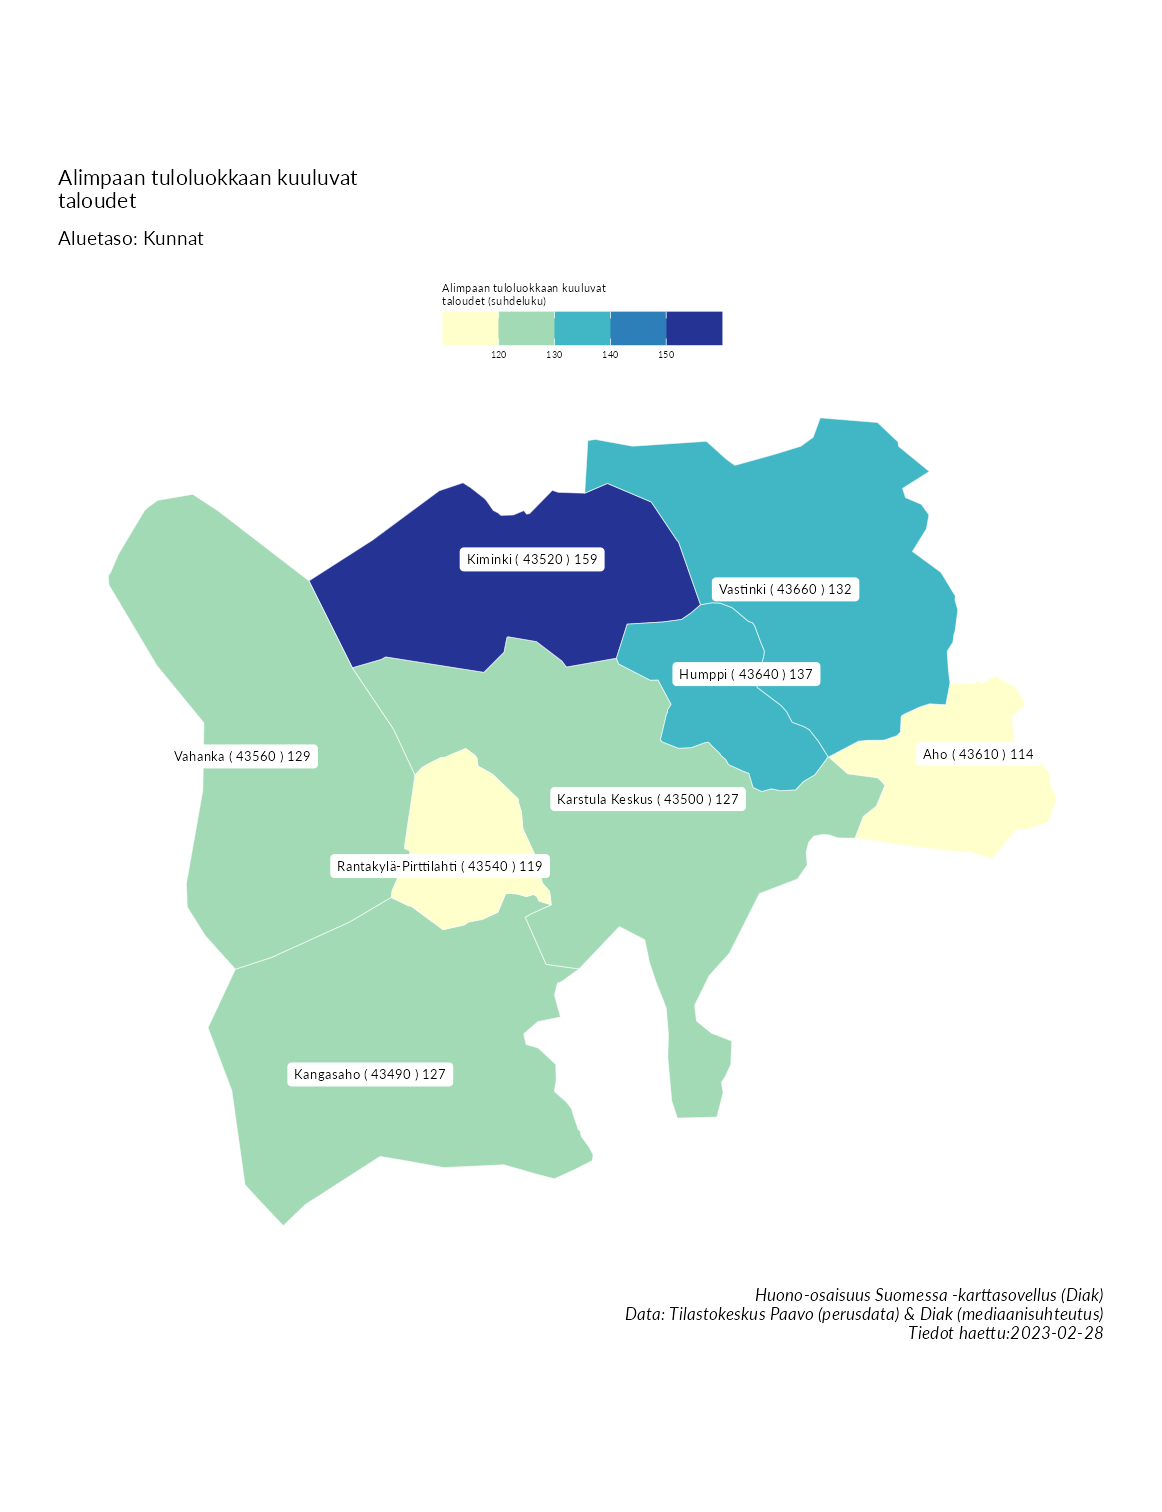 Alimpaan tuloluokkaan kuuluvat
taloudet
Aluetaso: Kunnat
Alimpaan tuloluokkaan kuuluvat
taloudet (suhdeluku)
120 130 140 150
Kiminki ( 43520 ) 159
Vastinki ( 43660 ) 132
Humppi ( 43640 ) 137
Vahanka ( 43560 ) 129
Aho ( 43610 ) 114
Karstula Keskus ( 43500 ) 127
Rantakylä-Pirttilahti ( 43540 ) 119
Kangasaho ( 43490 ) 127
Huono-osaisuus Suomessa -karttasovellus (Diak)
Data: Tilastokeskus Paavo (perusdata) & Diak (mediaanisuhteutus)
Tiedot haettu:2023-02-28